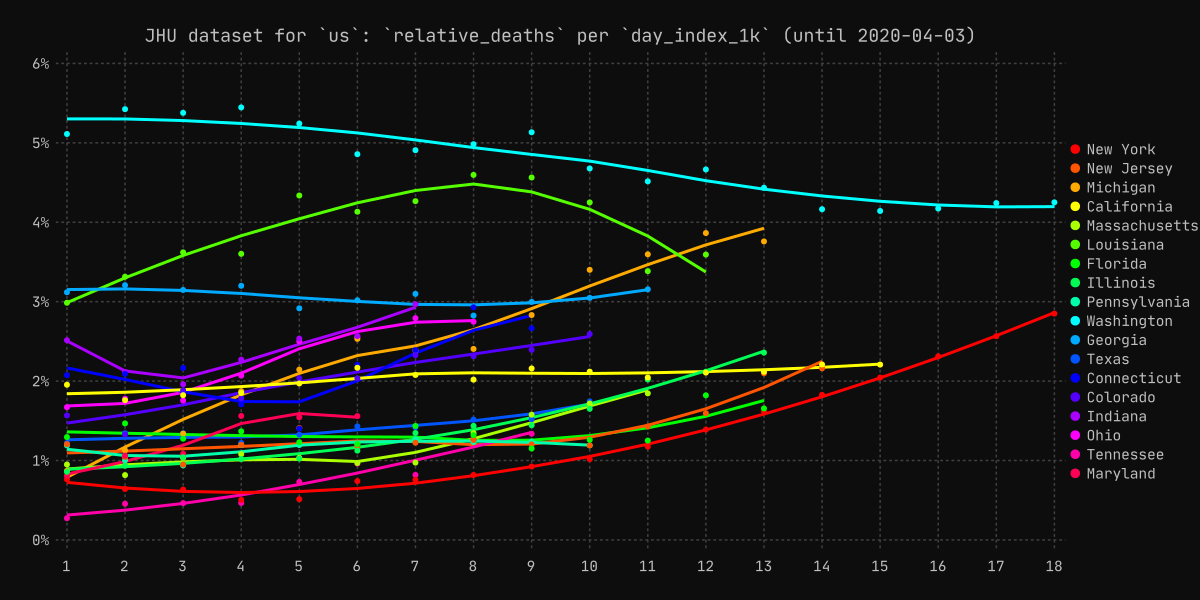 JHU dataset for `us`: `relative_deaths` per `day_index_1k` (until 2020-04-03)
6%
5%
4%
3%
2%
1%
0%
1 2 3 4 5 6 7 8 9 10 11 12 13 14 15 16 17 18
New York
New Jersey
Michigan
California
Massachusetts
Louisiana
Florida
Illinois
Pennsylvania
Washington
Georgia
Texas
Connecticut
Colorado
Indiana
Ohio
Tennessee
Maryland